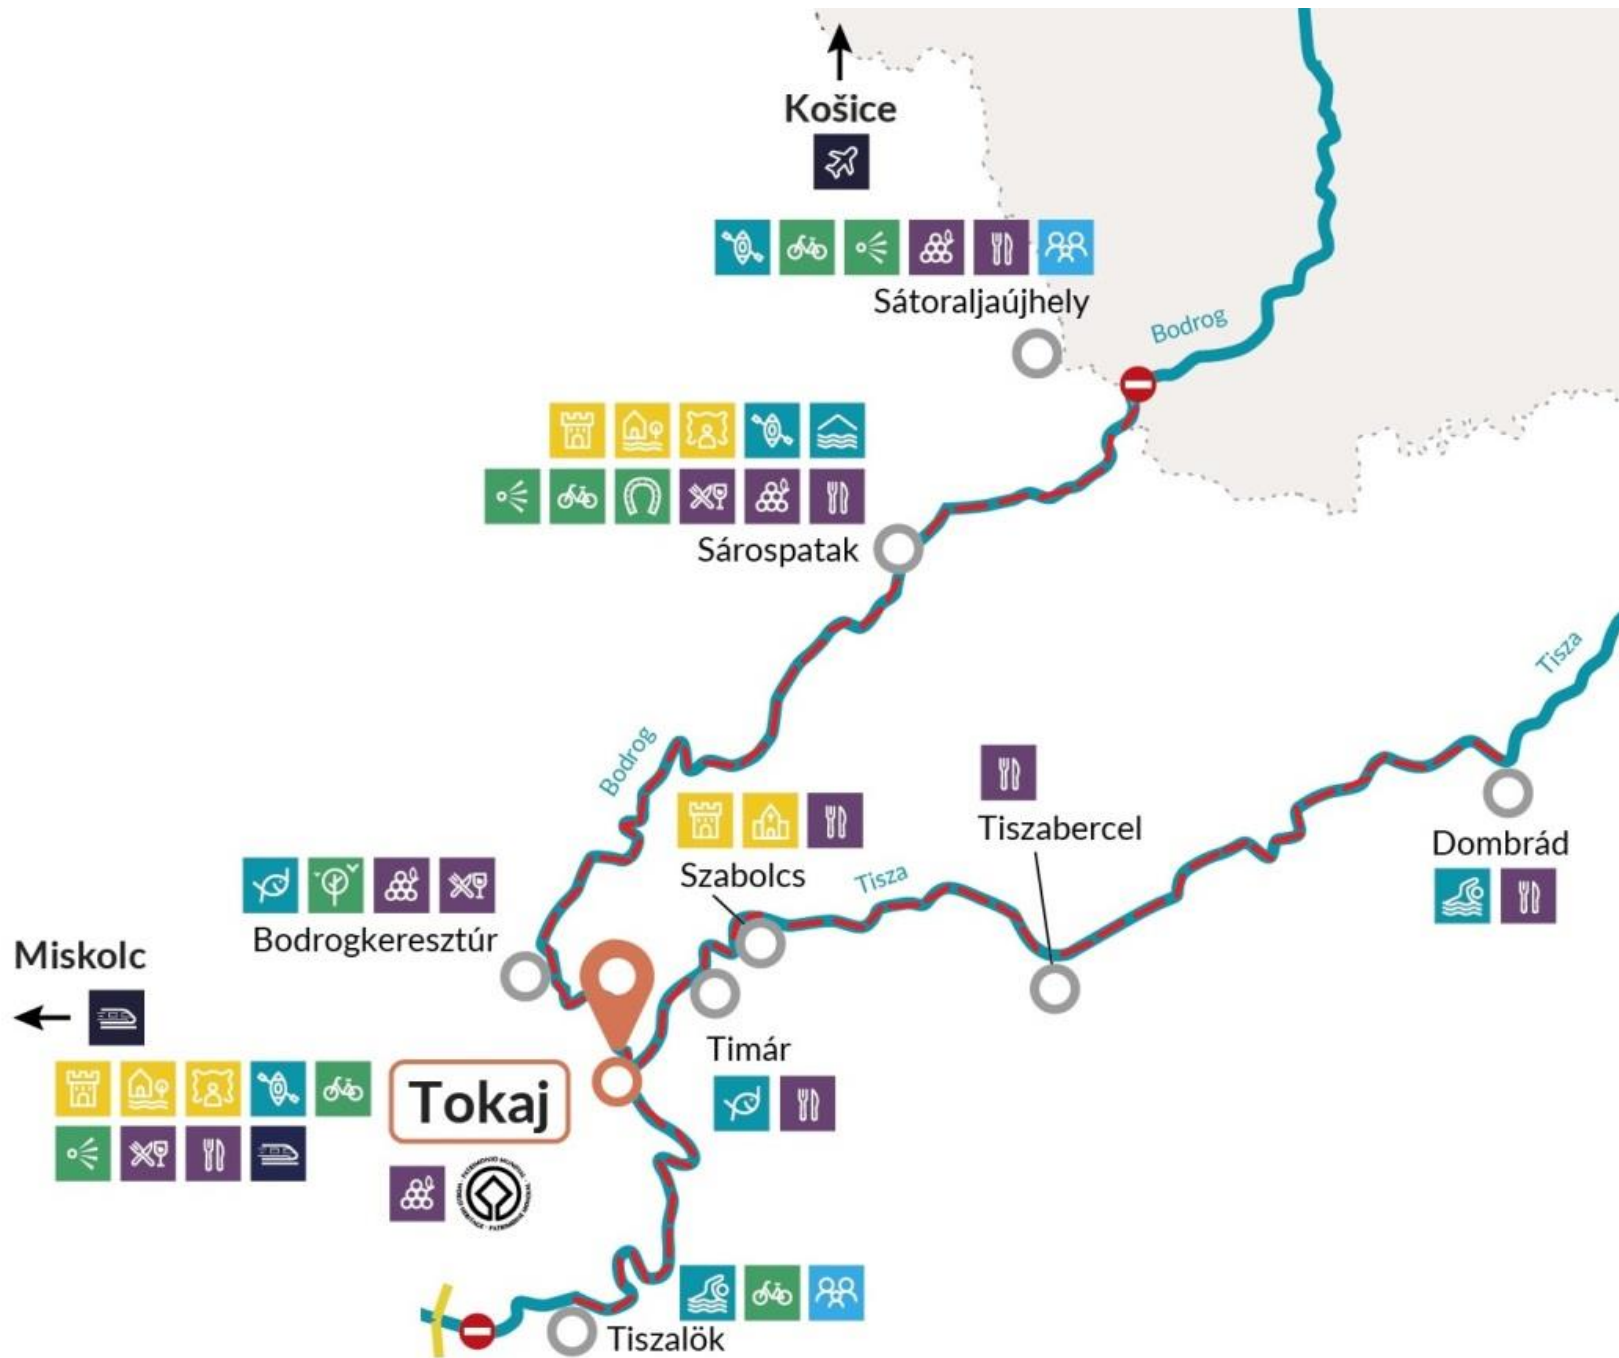 Košice
Sátoraljaújhely
Bodrog
Sárospatak
Tisza
Bodrog
Tiszabercel
Szabolcs
Tisza
Dombrád
Bodrogkeresztúr
Miskolc
Timár
Tokaj
Tiszalök